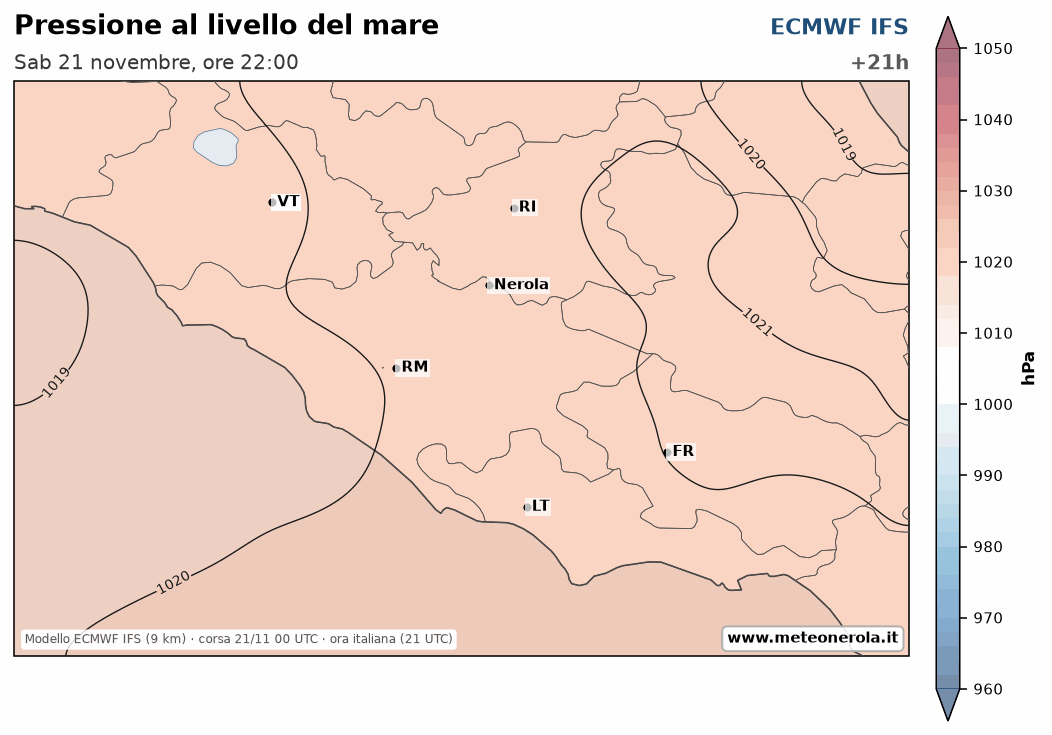 Pressione al livello del mare
ECMWF IFS
Sab 21 novembre, ore 22:00
+21h
1050
1040
1030
1020
1010
1000
990
980
970
960
hPa
1019
1020
VT
RI
Nerola
1021
1019
RM
FR
LT
1020
Modello ECMWF IFS (9 km) · corsa 21/11 00 UTC · ora italiana (21 UTC)
www.meteonerola.it